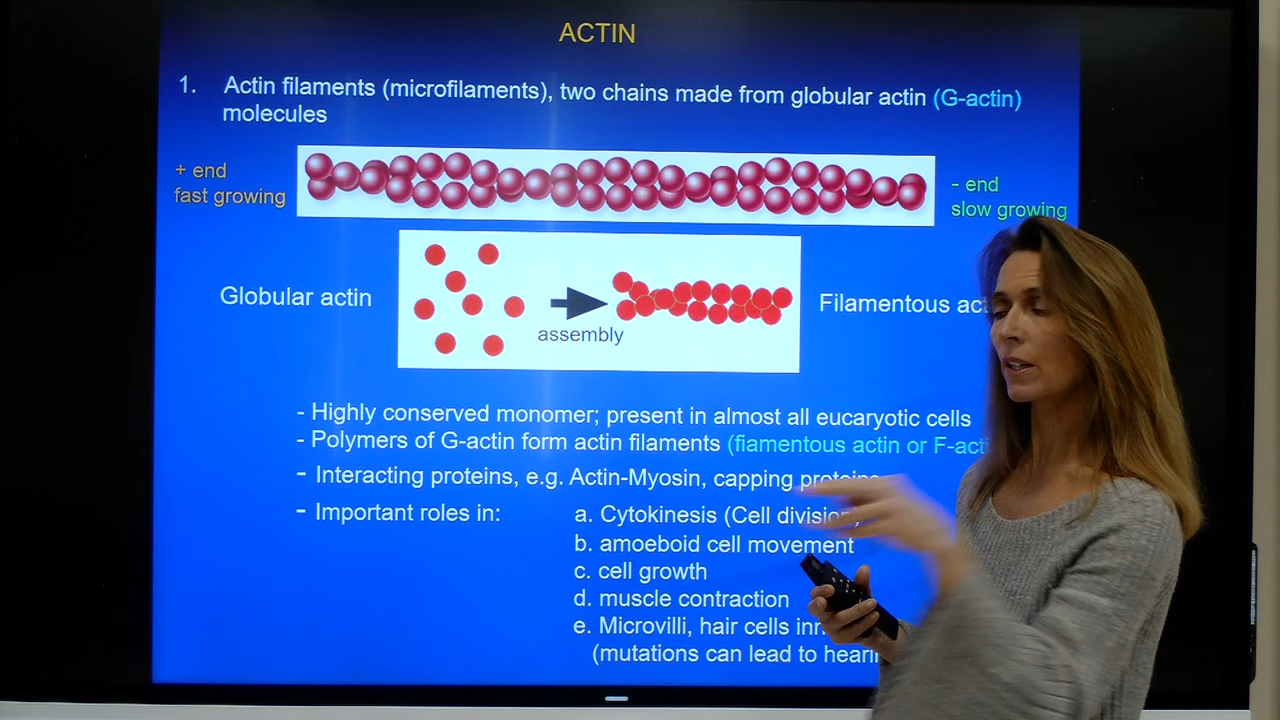 ACTIN
1. Actin filaments (microfilaments), two chains made from globular actin (G-actin)
molecules
+ end
fast growing
- end
slow growing
Globular actin
assembly
Filamentous
- Highly conserved monomer; present in almost all eucaryotic cells
- Polymers of G-actin form actin filaments (fiamentous actin or
- Interacting proteins, e.g. Actin-Myosin, capping proteins
- Important roles in:
a. Cytokinesis (Cell division)
b. amoeboid cell movement
c. cell growth
d. muscle contraction
e. Microvilli, hair cells
(mutations can lead to